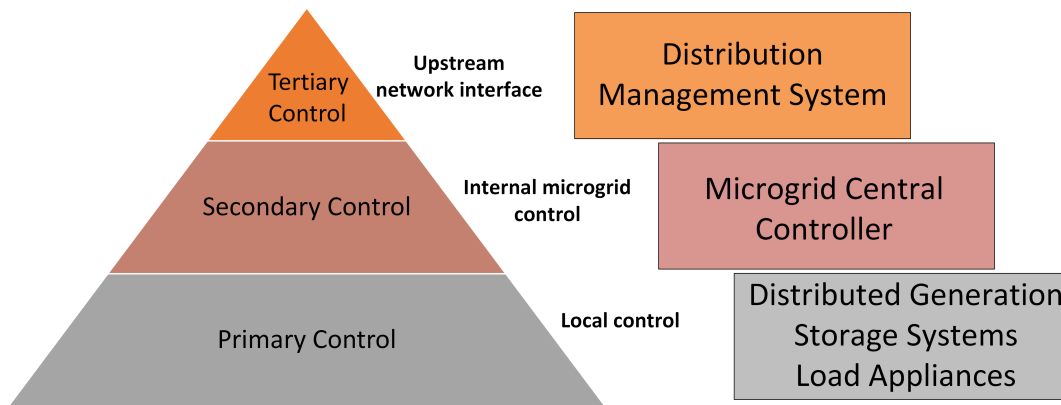 Tertiary
Control
Upstream
network interface
Distribution
Management System
Secondary Control
Internal microgrid
control
Microgrid Central
Controller
Primary Control
Local control
Distributed Generation
Storage Systems
Load Appliances